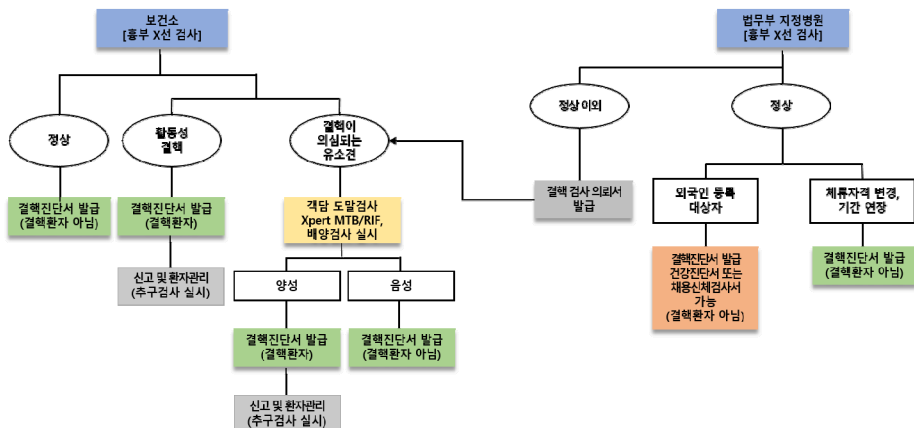 보건소
[흉부 X선 검사]
법무부 지정병원
[흉부 X선 검사]
정상
활동성
결핵
결핵이
의심되는
유소견
정상 이외
정상
결핵진단서 발급
(결핵환자 아님)
결핵진단서 발급
(결핵환자)
객담 도말검사
Xpert MTB/RIF,
배양검사 실시
결핵 검사 의뢰서
발급
외국인 등록
대상자
체류자격 변경,
기간 연장
신고 및 환자관리
(추구검사 실시)
양성
음성
결핵진단서 발급
건강진단서 또는
채용신체검사서
가능
(결핵환자 아님)
결핵진단서 발급
(결핵환자 아님)
결핵진단서 발급
(결핵환자)
결핵진단서 발급
(결핵환자 아님)
신고 및 환자관리
(추구검사 실시)